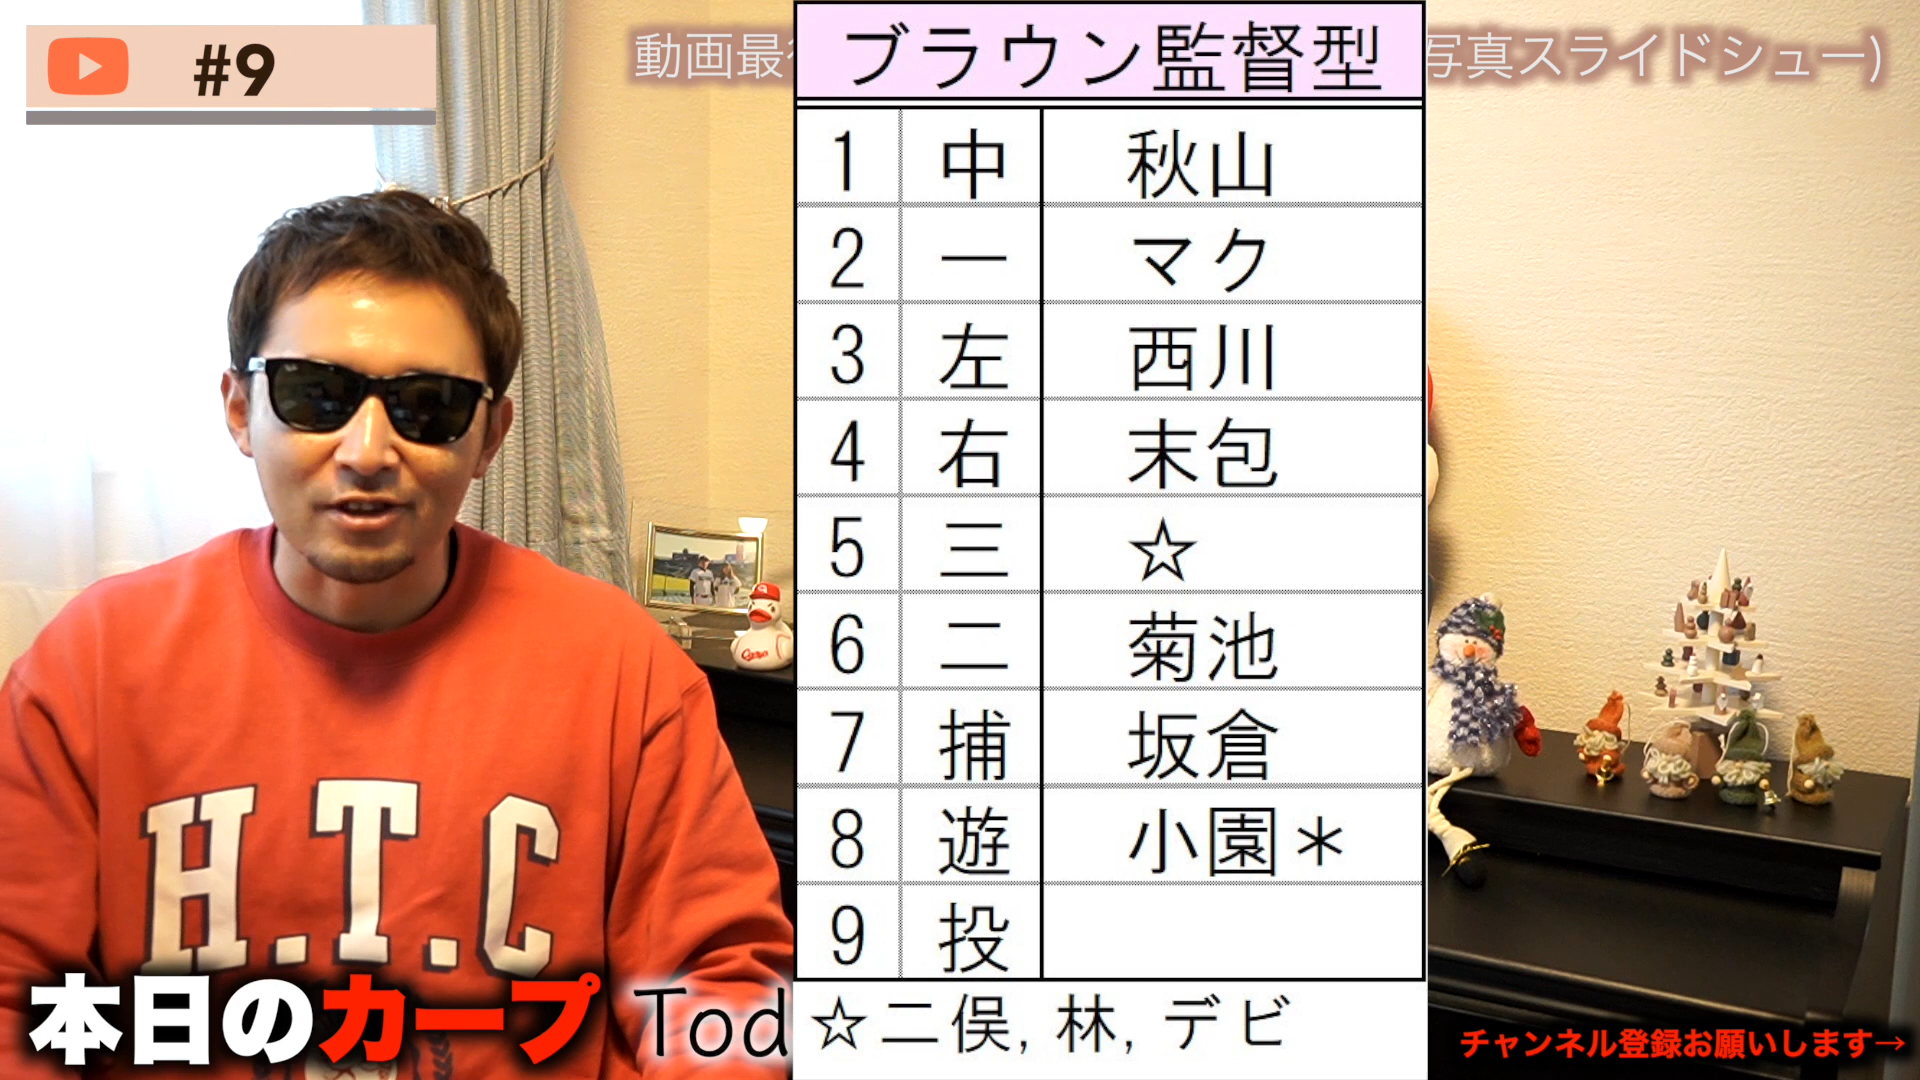 #9
動画最
写真スライドショー)
ブラウン監督型
1 中 秋山
2 一 マク
3 左 西川
4 右 末包
5 三 ☆
6 二 菊池
7 捕 坂倉
8 遊 小園*
9 投
☆二俣, 林, デビ
H.T.C
本日のカープ Tod
チャンネル登録お願いします→